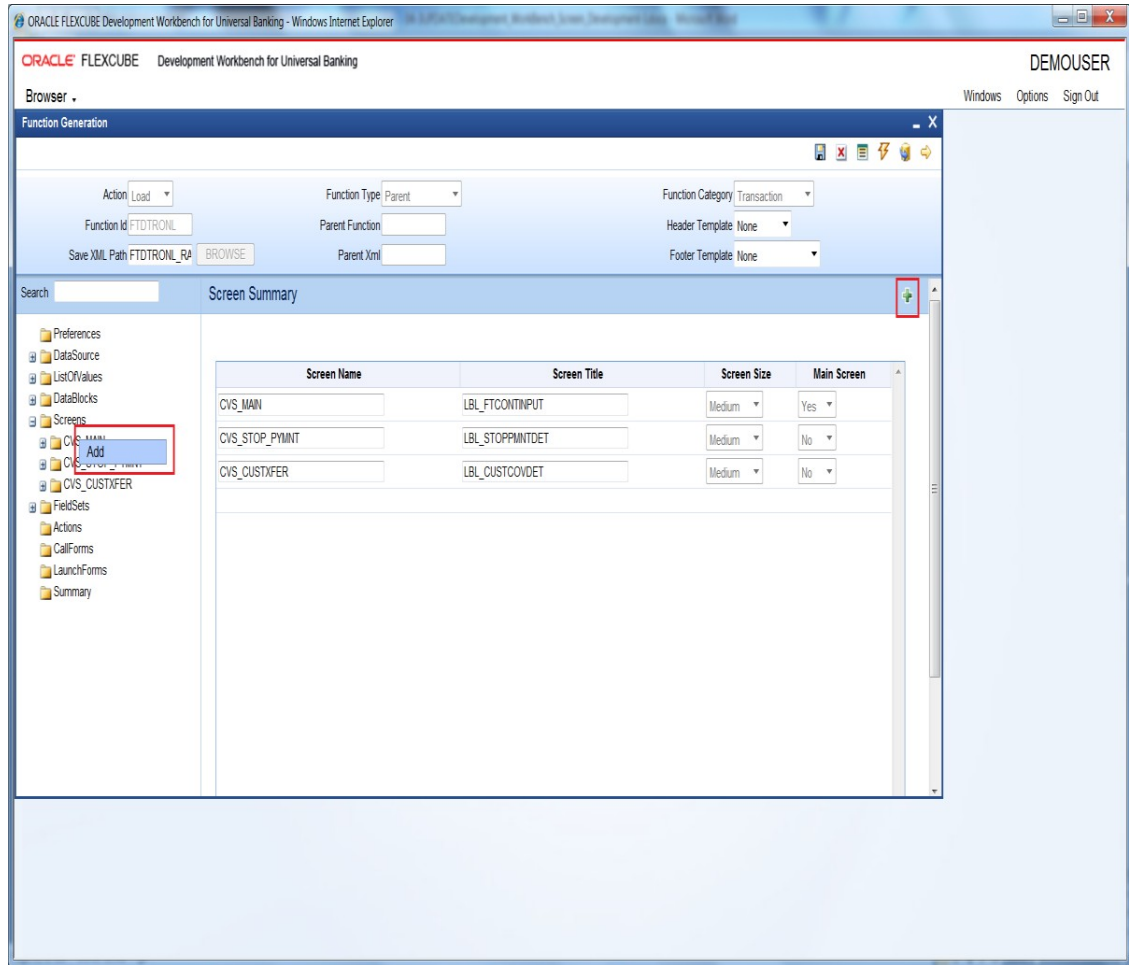 ORACLE FLEXCUBE Development Workbench for Universal Banking - Windows Internet Explorer
ORACLE FLEXCUBE Development Workbench for Universal Banking DEMOUSER
Browser Windows Options Sign Out
Function Generation
Action Load Function Type Parent Function Category Transaction
Function Id FTDTRONL Parent Function Header Template None
Save XML Path FTDTRONL_RA BROWSE Parent Xml Footer Template None
Search Screen Summary
Preferences
DataSource
ListOfValues
DataBlocks
Screens
CVS_MAIN
Add
CVS_STOP_PYMNT
CVS_CUSTXFER
FieldSets
Actions
CallForms
LaunchForms
Summary
Screen Name Screen Title Screen Size Main Screen
CVS_MAIN LBL_FTCONTINPUT Medium Yes
CVS_STOP_PYMNT LBL_STOPPMNTDET Medium No
CVS_CUSTXFER LBL_CUSTCOVDET Medium No